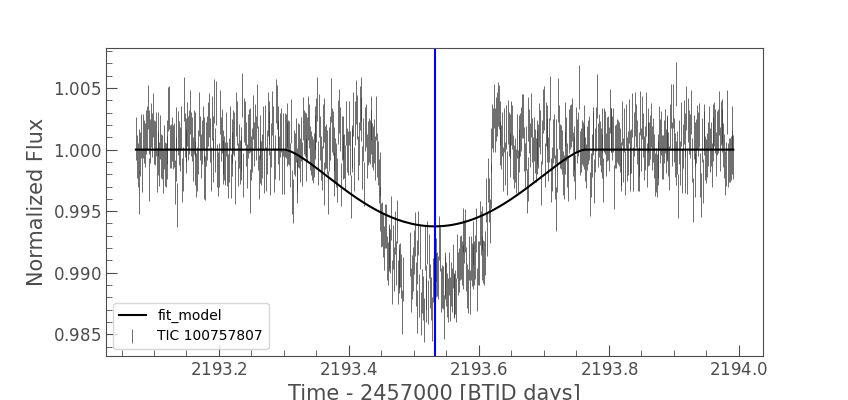 Normalized Flux
1.005
1.000
0.995
0.990
0.985
fit_model
TIC 100757807
2193.2 2193.4 2193.6 2193.8 2194.0
Time - 2457000 [BTJD days]